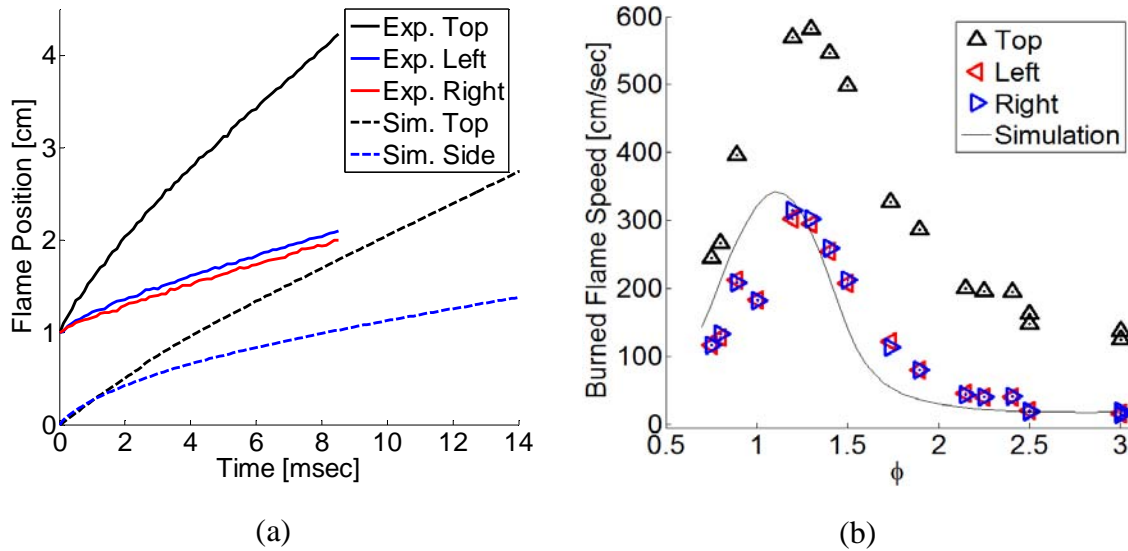 Flame Position [cm]
4
3
2
1
0
0 2 4 6 8 10 12 14
Time [msec]
Exp. Top
Exp. Left
Exp. Right
Sim. Top
Sim. Side
(a)
Burned Flame Speed [cm/sec]
600
500
400
300
200
100
0
0.5 1 1.5 2 2.5 3
ϕ
Top
Left
Right
Simulation
(b)